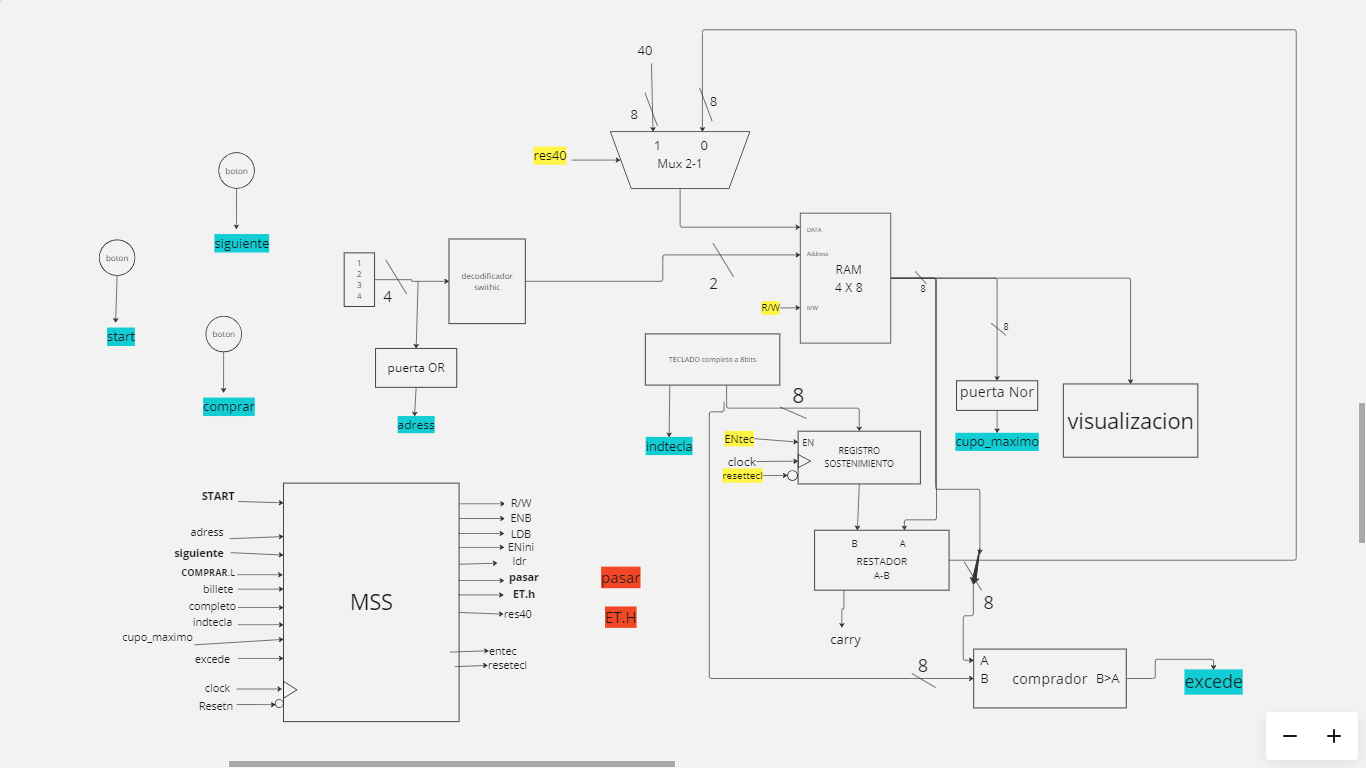 40
8
8
1 0
Mux 2-1
res40
boton
siguiente
boton
start
boton
comprar
1
2
3
4
4
decodificador
swithic
puerta OR
adress
2
DATA
Address
RAM
4 X 8
R/W
R/W
8
8
puerta Nor
cupo_maximo
visualizacion
TECLADO completo a 8bits
indtecla
8
ENtec
clock
resettecl
EN
REGISTRO
SOSTENIMIENTO
B A
RESTADOR
A-B
carry
8
8
A
B
comprador B>A
excede
START
adress
siguiente
COMPRAR.L
billete
completo
indtecla
cupo_maximo
excede
clock
Resetn
MSS
R/W
ENB
LDB
ENini
ldr
pasar
ET.h
res40
entec
resetecl
pasar
ET.H